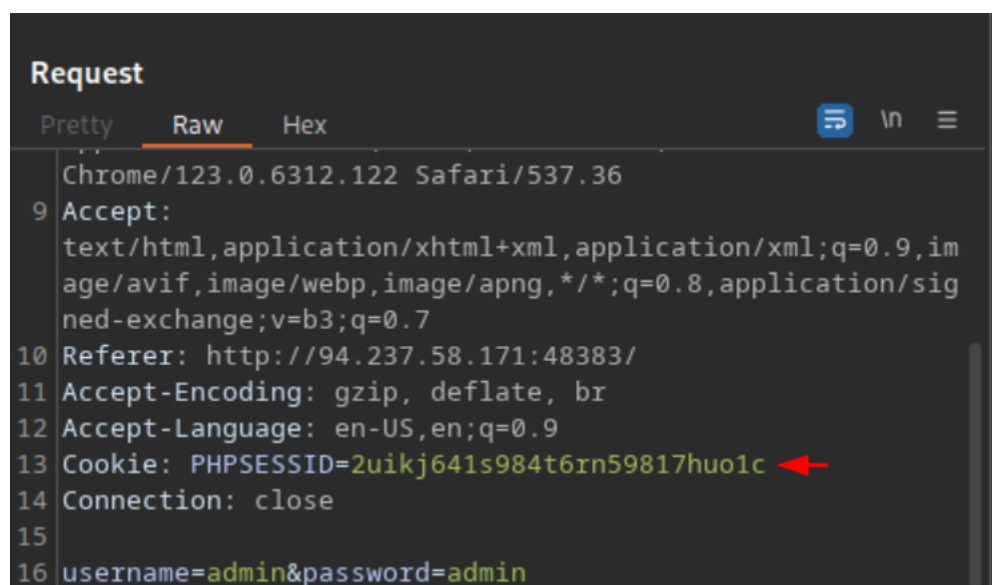 Request
Pretty Raw Hex \n
Chrome/123.0.6312.122 Safari/537.36
9 Accept:
text/html,application/xhtml+xml,application/xml;q=0.9,im
age/avif,image/webp,image/apng,*/*;q=0.8,application/sig
ned-exchange;v=b3;q=0.7
10 Referer: http://94.237.58.171:48383/
11 Accept-Encoding: gzip, deflate, br
12 Accept-Language: en-US,en;q=0.9
13 Cookie: PHPSESSID=2uikj641s984t6rn59817huo1c
14 Connection: close
15
16 username=admin&password=admin